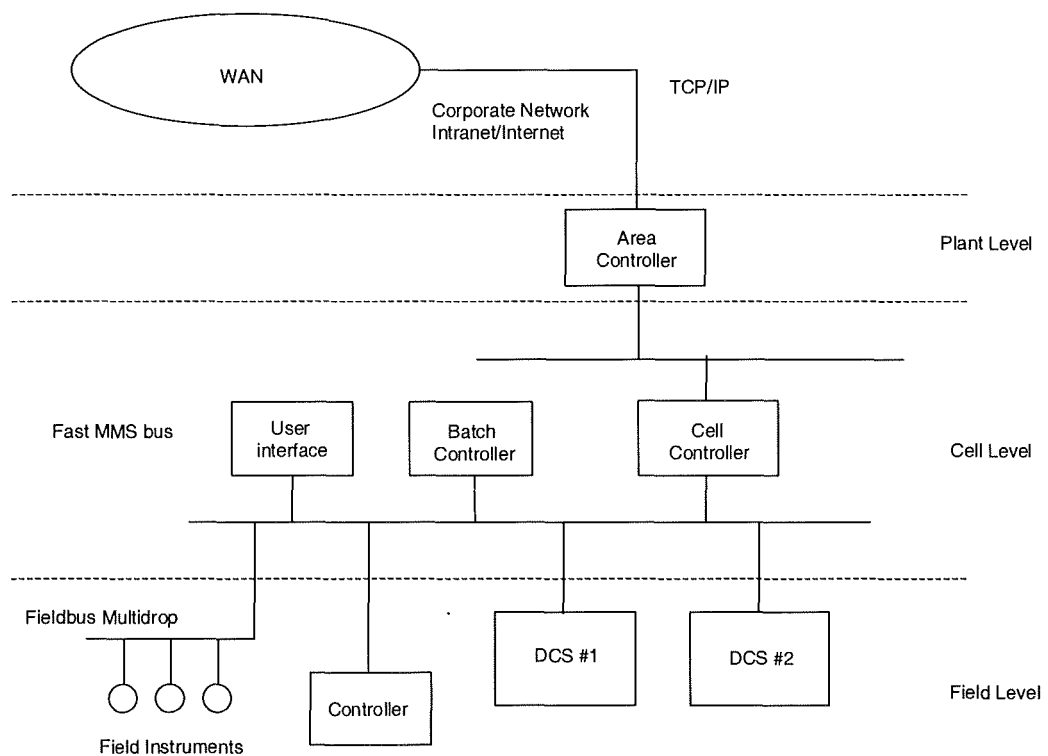 WAN
TCP/IP
Corporate Network
Intranet/Internet
Area
Controller
Plant Level
Fast MMS bus
User
interface
Batch
Controller
Cell
Controller
Cell Level
Fieldbus Multidrop
DCS #1
DCS #2
Field Level
Controller
Field Instruments